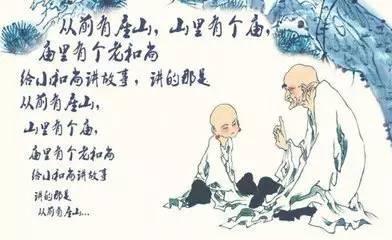 从前有座山，山里有个庙，
庙里有个老和尚
给小和尚讲故事，讲的那是
从前有座山，
山里有个庙，
庙里有个老和尚
给小和尚讲故事
讲的那是
从前有座山...